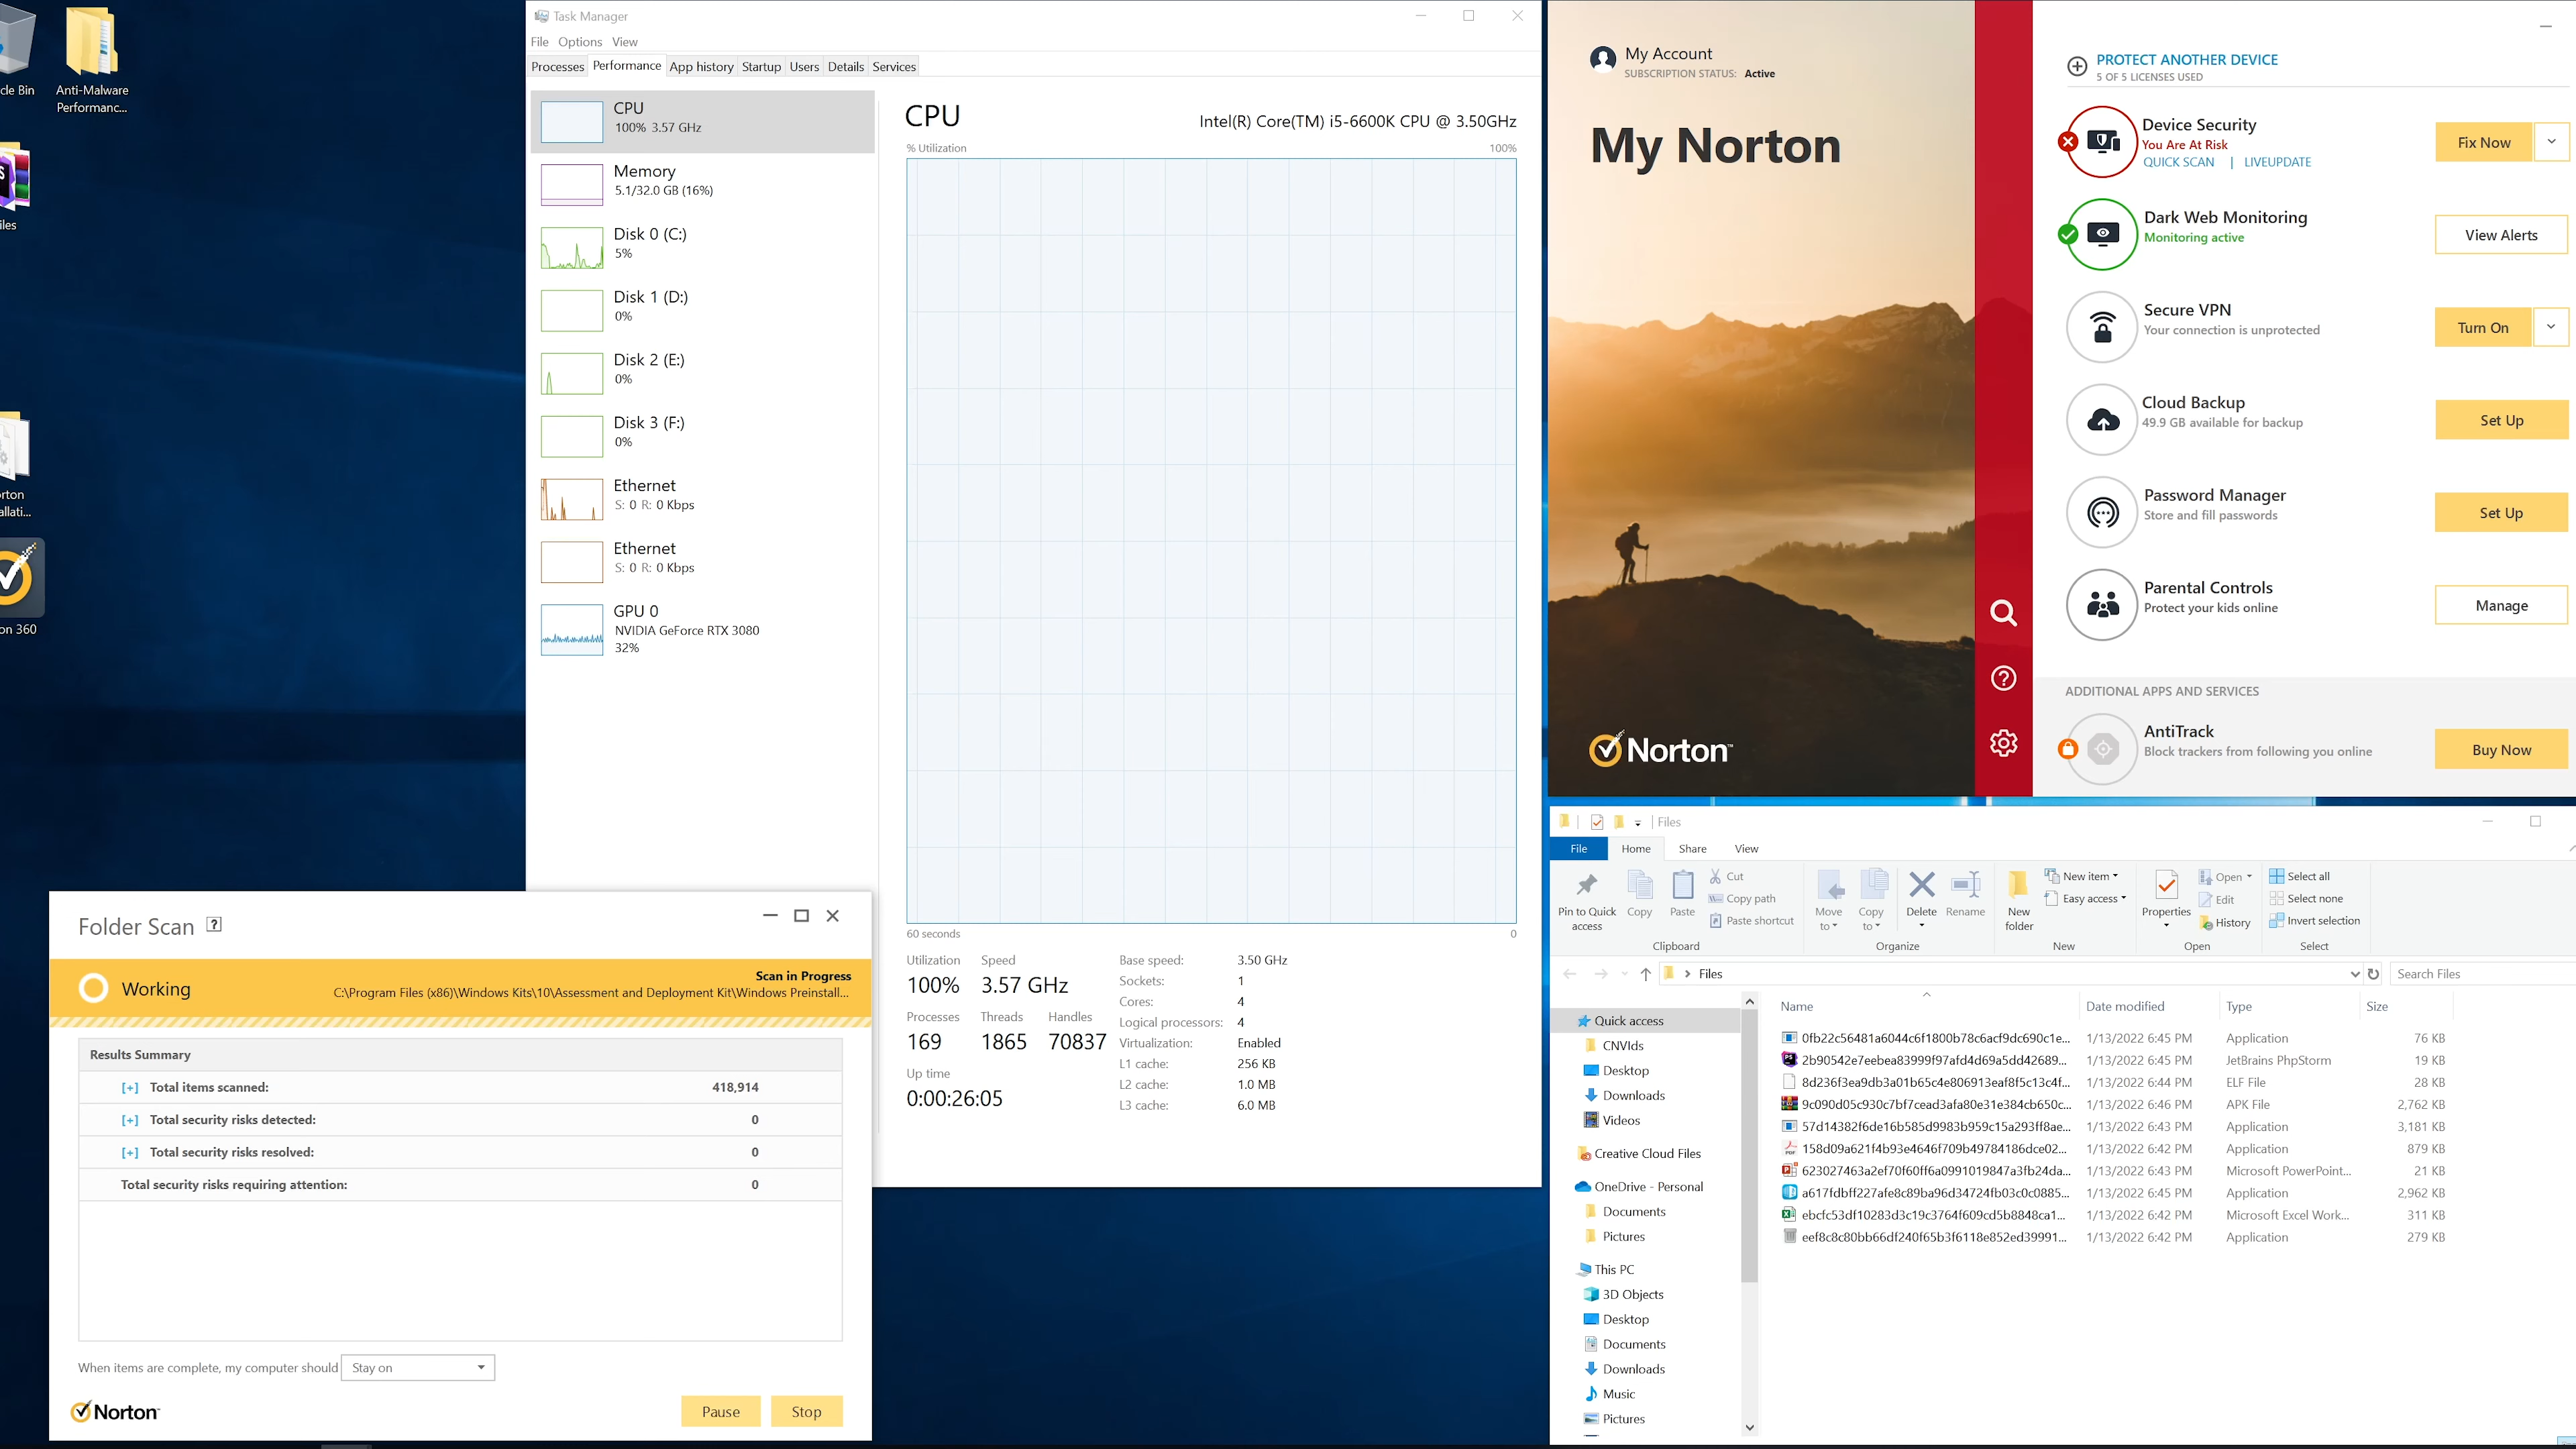 cle Bin
Anti-Malware
Performanc...
iles
orton
allati...
on 360
Task Manager
File Options View
Processes Performance App history Startup Users Details Services
CPU
100% 3.57 GHz
Memory
5.1/32.0 GB (16%)
Disk 0 (C:)
5%
Disk 1 (D:)
0%
Disk 2 (E:)
0%
Disk 3 (F:)
0%
Ethernet
S: 0 R: 0 Kbps
Ethernet
S: 0 R: 0 Kbps
GPU 0
NVIDIA GeForce RTX 3080
32%
CPU
Intel(R) Core(TM) i5-6600K CPU @ 3.50GHz
% Utilization 100%
60 seconds 0
Utilization Speed
100% 3.57 GHz
Processes Threads Handles
169 1865 70837
Up time
0:00:26:05
Base speed: 3.50 GHz
Sockets: 1
Cores: 4
Logical processors: 4
Virtualization: Enabled
L1 cache: 256 KB
L2 cache: 1.0 MB
L3 cache: 6.0 MB
Folder Scan ?
Working
Scan in Progress
C:\Program Files (x86)\Windows Kits\10\Assessment and Deployment Kit\Windows Preinstall...
Results Summary
[+] Total items scanned: 418,914
[+] Total security risks detected: 0
[+] Total security risks resolved: 0
Total security risks requiring attention: 0
When items are complete, my computer should Stay on
Norton
Pause Stop
My Account
SUBSCRIPTION STATUS: Active
My Norton
Norton
PROTECT ANOTHER DEVICE
5 OF 5 LICENSES USED
Device Security
You Are At Risk
QUICK SCAN | LIVEUPDATE
Fix Now
Dark Web Monitoring
Monitoring active
View Alerts
Secure VPN
Your connection is unprotected
Turn On
Cloud Backup
49.9 GB available for backup
Set Up
Password Manager
Store and fill passwords
Set Up
Parental Controls
Protect your kids online
Manage
ADDITIONAL APPS AND SERVICES
AntiTrack
Block trackers from following you online
Buy Now
Files
File Home Share View
Pin to Quick access
Copy
Paste
Cut
Copy path
Paste shortcut
Clipboard
Move to
Copy to
Delete
Rename
Organize
New folder
New item
Easy access
New
Properties
Open
Edit
History
Open
Select all
Select none
Invert selection
Select
Files
Search Files
Quick access
CNVIds
Desktop
Downloads
Videos
Creative Cloud Files
OneDrive - Personal
Documents
Pictures
This PC
3D Objects
Desktop
Documents
Downloads
Music
Pictures
Name Date modified Type Size
0fb22c56481a6044c6f1800b78c6acf9dc690c1e... 1/13/2022 6:45 PM Application 76 KB
2b90542e7eebea83999f97afd4d69a5dd42689... 1/13/2022 6:45 PM JetBrains PhpStorm 19 KB
8d236f3ea9db3a01b65c4e806913eaf8f5c13c4f... 1/13/2022 6:44 PM ELF File 28 KB
9c090d05c930c7bf7cead3afa80e31e384cb650c... 1/13/2022 6:46 PM APK File 2,762 KB
57d14382f6de16b585d9983b959c15a293ff8ae... 1/13/2022 6:43 PM Application 3,181 KB
158d09a621f4b93e4646f709b49784186dce02... 1/13/2022 6:42 PM Application 879 KB
623027463a2ef70f60ff6a0991019847a3fb24da... 1/13/2022 6:43 PM Microsoft PowerPoint... 21 KB
a617fdbff227afe8c89ba96d34724fb03c0c0885... 1/13/2022 6:45 PM Application 2,962 KB
ebcfc53df10283d3c19c3764f609cd5b8848ca1... 1/13/2022 6:42 PM Microsoft Excel Work... 311 KB
eef8c8c80bb66df240f65b3f6118e852ed39991... 1/13/2022 6:42 PM Application 279 KB